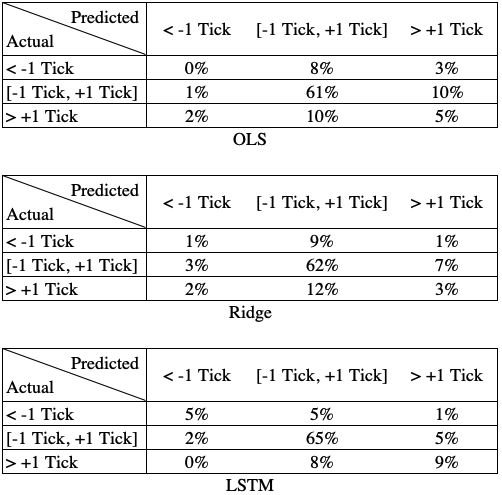 Predicted
Actual
< -1 Tick [-1 Tick, +1 Tick] > +1 Tick
< -1 Tick 0% 8% 3%
[-1 Tick, +1 Tick] 1% 61% 10%
> +1 Tick 2% 10% 5%
OLS
Predicted
Actual
< -1 Tick [-1 Tick, +1 Tick] > +1 Tick
< -1 Tick 1% 9% 1%
[-1 Tick, +1 Tick] 3% 62% 7%
> +1 Tick 2% 12% 3%
Ridge
Predicted
Actual
< -1 Tick [-1 Tick, +1 Tick] > +1 Tick
< -1 Tick 5% 5% 1%
[-1 Tick, +1 Tick] 2% 65% 5%
> +1 Tick 0% 8% 9%
LSTM